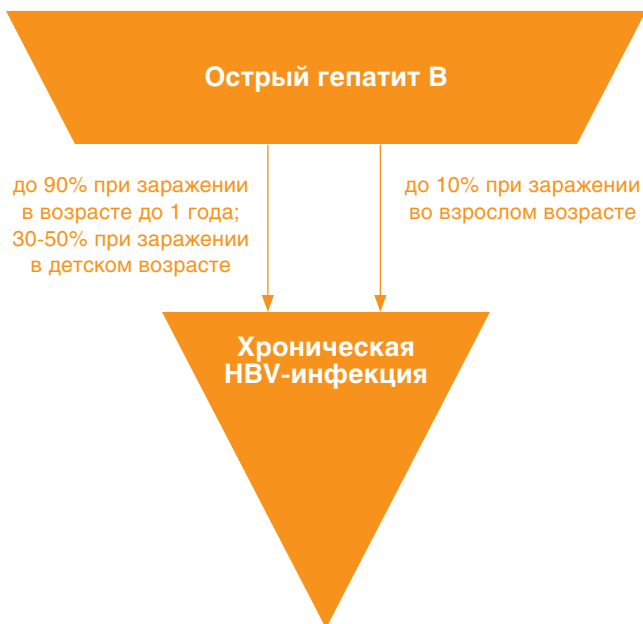 Острый гепатит В
до 90% при заражении
в возрасте до 1 года;
30-50% при заражении
в детском возрасте
до 10% при заражении
во взрослом возрасте
Хроническая
HBV-инфекция